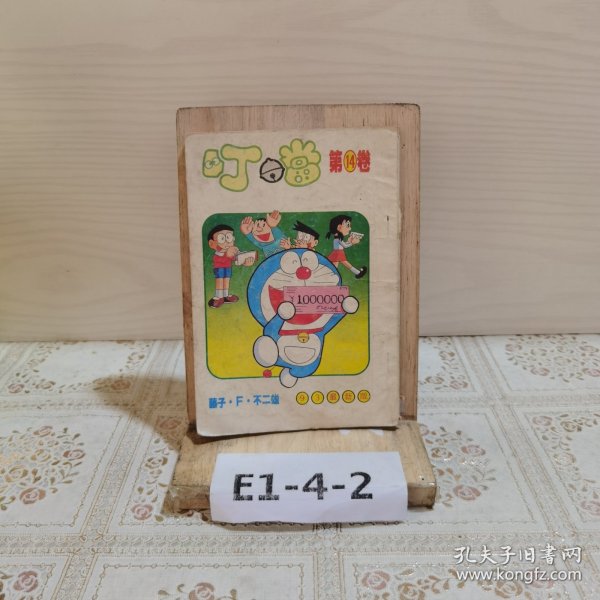 叮噹 第14卷
¥1000000
藤子·F·不二雄
E1-4-2
孔夫子旧书网
www.kongfz.com